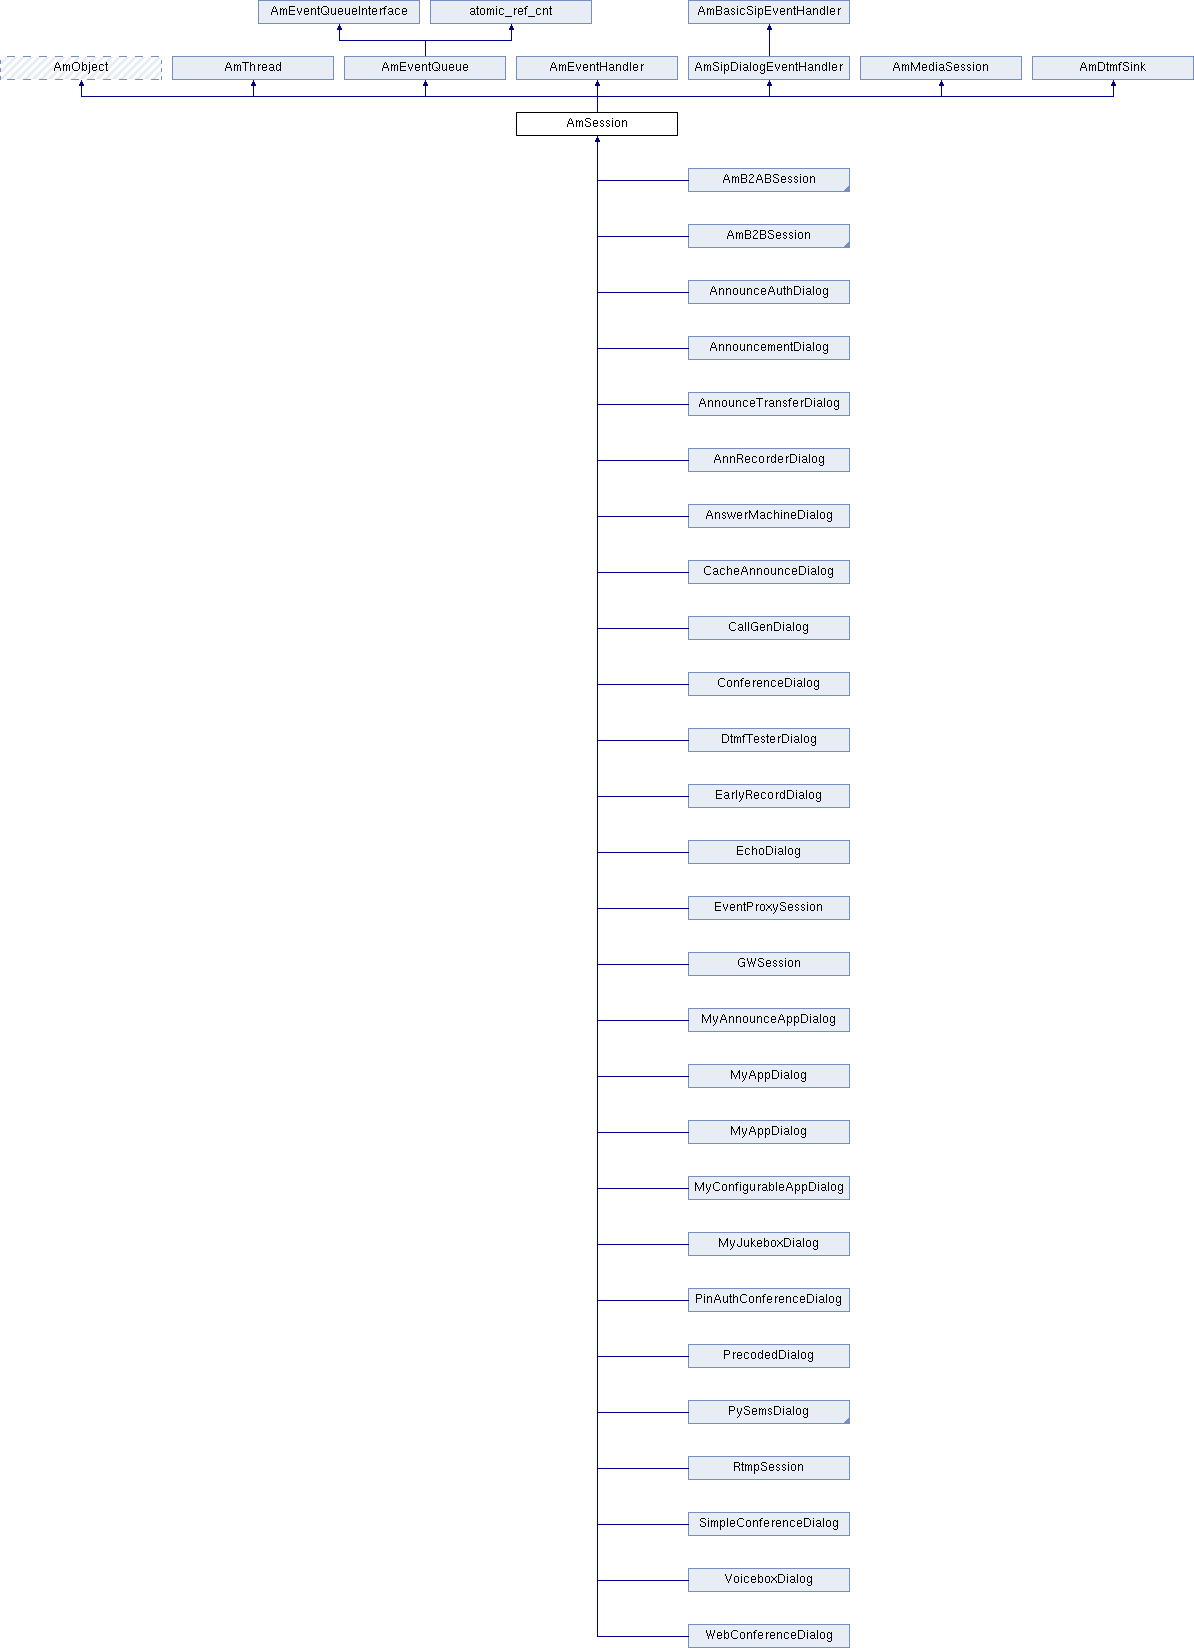 AmEventQueueInterface
atomic_ref_cnt
AmBasicSipEventHandler
AmObject
AmThread
AmEventQueue
AmEventHandler
AmSipDialogEventHandler
AmMediaSession
AmDtmfSink
AmSession
AmB2ABSession
AmB2BSession
AnnounceAuthDialog
AnnouncementDialog
AnnounceTransferDialog
AnnRecorderDialog
AnswerMachineDialog
CacheAnnounceDialog
CallGenDialog
ConferenceDialog
DtmfTesterDialog
EarlyRecordDialog
EchoDialog
EventProxySession
GWSession
MyAnnounceAppDialog
MyAppDialog
MyAppDialog
MyConfigurableAppDialog
MyJukeboxDialog
PinAuthConferenceDialog
PrecodedDialog
PySemsDialog
RtmpSession
SimpleConferenceDialog
VoiceboxDialog
WebConferenceDialog